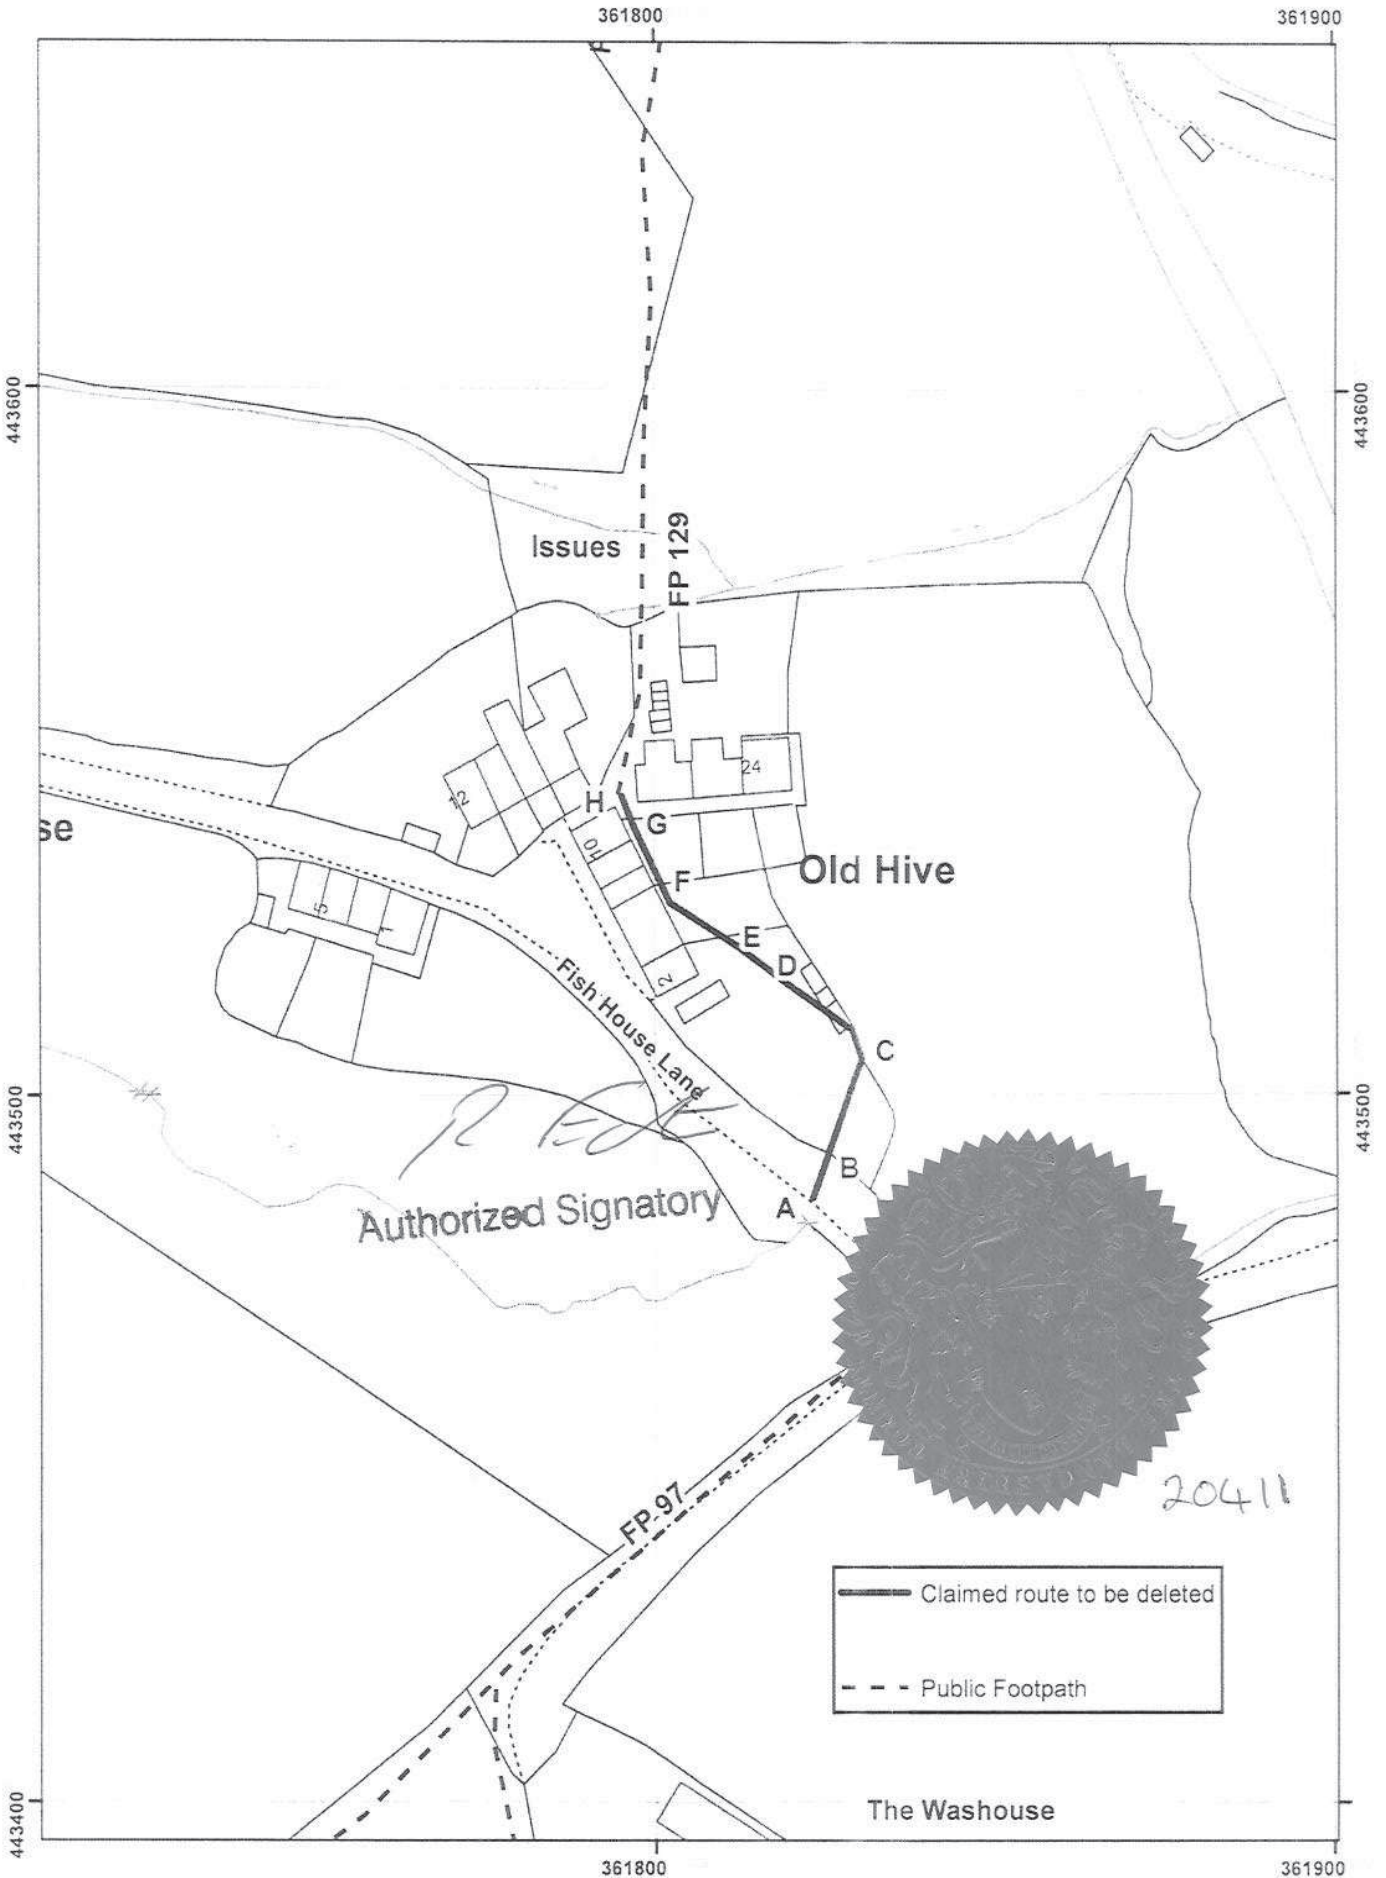 361800
361900
443600
443600
Issues
FP 129
24
12
H
G
10
se
F
Old Hive
5
1
E
D
2
Fish House Lane
C
443500
443500
B
A
Authorized Signatory
20411
FP 97
Claimed route to be deleted
Public Footpath
The Washouse
443400
361800
361900